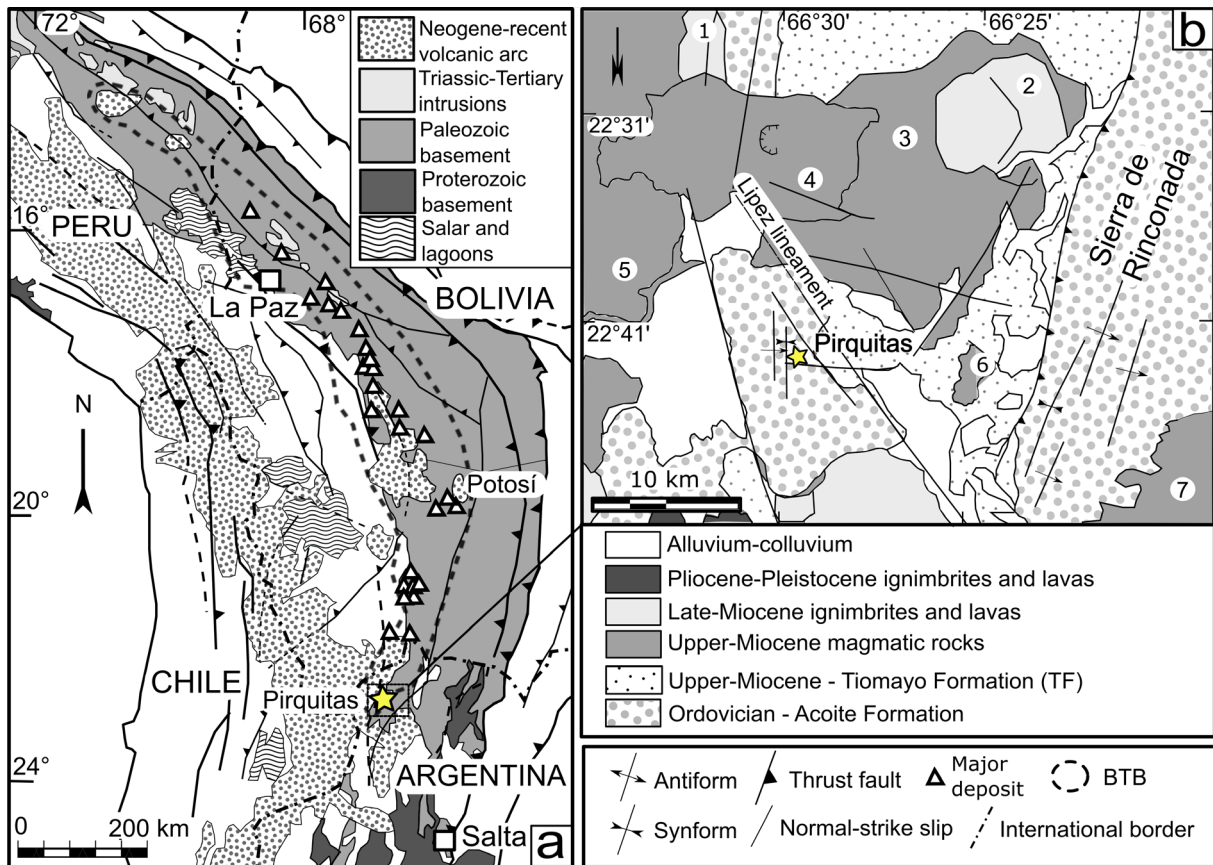 72°
68°
Neogene-recent
volcanic arc
Triassic-Tertiary
intrusions
Paleozoic
basement
Proterozoic
basement
Salar and
lagoons
16°
PERU
La Paz
BOLIVIA
N
Potosí
20°
CHILE
Pirquitas
24°
ARGENTINA
0 200 km
Salta
a
66°30'
66°25'
b
1
2
22°31'
3
4
Lipez lineament
Sierra de
Rinconada
5
22°41'
Pirquitas
6
10 km
7
Alluvium-colluvium
Pliocene-Pleistocene ignimbrites and lavas
Late-Miocene ignimbrites and lavas
Upper-Miocene magmatic rocks
Upper-Miocene - Tiomayo Formation (TF)
Ordovician - Acoite Formation
Antiform
Thrust fault
Major
deposit
BTB
Synform
Normal-strike slip
International border